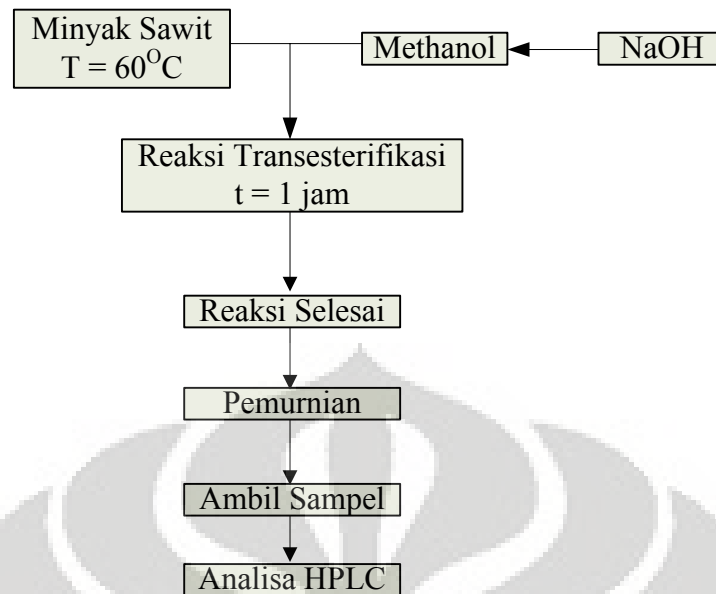 Minyak Sawit
T = 60°C
Methanol
NaOH
Reaksi Transesterifikasi
t = 1 jam
Reaksi Selesai
Pemurnian
Ambil Sampel
Analisa HPLC